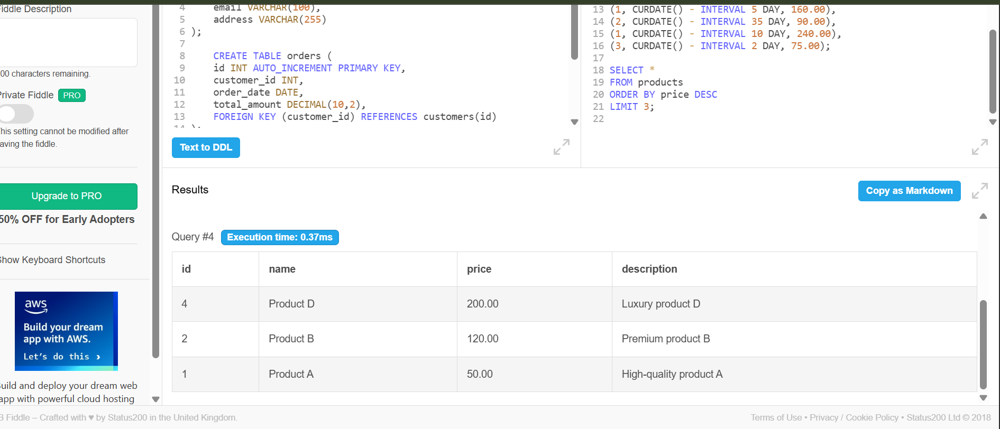 Fiddle Description
00 characters remaining.
Private Fiddle PRO
This setting cannot be modified after
saving the fiddle.
Upgrade to PRO
50% OFF for Early Adopters
Show Keyboard Shortcuts
aws
Build your dream
app with AWS.
Let's do this ›
Build and deploy your dream web
app with powerful cloud hosting
4 email VARCHAR(100),
5 address VARCHAR(255)
6 );
7
8 CREATE TABLE orders (
9 id INT AUTO_INCREMENT PRIMARY KEY,
10 customer_id INT,
11 order_date DATE,
12 total_amount DECIMAL(10,2),
13 FOREIGN KEY (customer_id) REFERENCES customers(id)
14 );
Text to DDL
13 (1, CURDATE() - INTERVAL 5 DAY, 160.00),
14 (2, CURDATE() - INTERVAL 35 DAY, 90.00),
15 (1, CURDATE() - INTERVAL 10 DAY, 240.00),
16 (3, CURDATE() - INTERVAL 2 DAY, 75.00);
17
18 SELECT *
19 FROM products
20 ORDER BY price DESC
21 LIMIT 3;
22
Results
Copy as Markdown
Query #4 Execution time: 0.37ms
id name price description
4 Product D 200.00 Luxury product D
2 Product B 120.00 Premium product B
1 Product A 50.00 High-quality product A
B Fiddle – Crafted with ♥ by Status200 in the United Kingdom.
Terms of Use • Privacy / Cookie Policy • Status200 Ltd © 2018